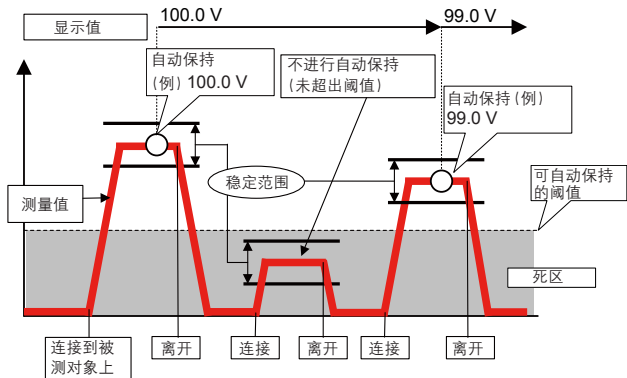 显示值
100.0 V
99.0 V
自动保持
(例) 100.0 V
不进行自动保持
(未超出阈值)
自动保持(例)
99.0 V
稳定范围
测量值
可自动保持
的阈值
死区
连接到被
测对象上
离开
连接
离开
连接
离开